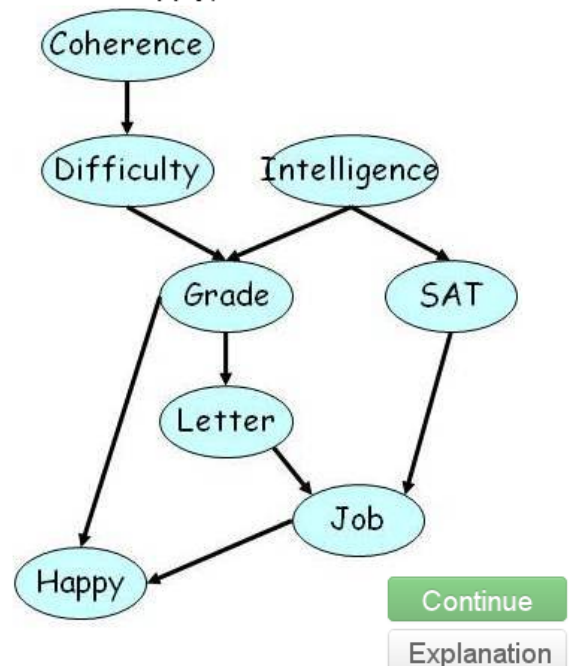 Coherence
Difficulty
Intelligence
Grade
SAT
Letter
Job
Happy
Continue
Explanation